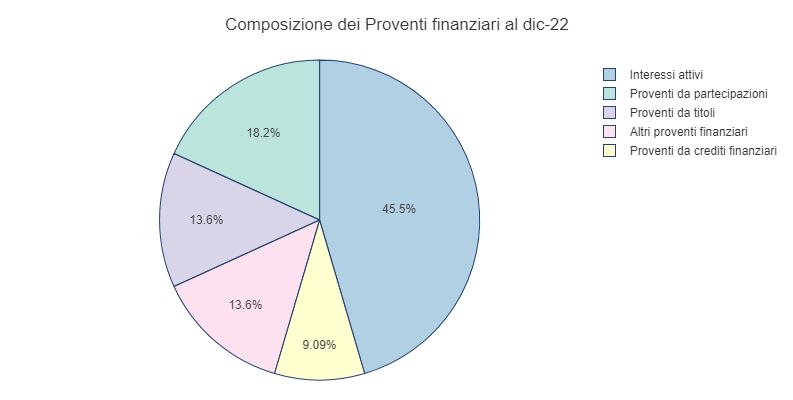 Composizione dei Proventi finanziari al dic-22
Interessi attivi
Proventi da partecipazioni
Proventi da titoli
Altri proventi finanziari
Proventi da crediti finanziari
18.2%
45.5%
13.6%
13.6%
9.09%